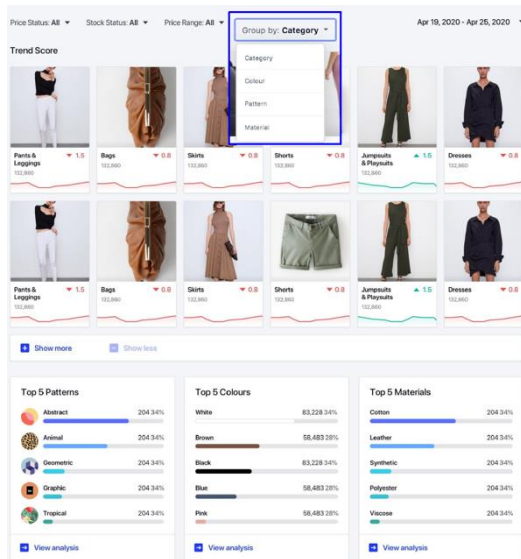 Price Status: All ▼ Stock Status: All ▼ Price Range: All ▼ Group by: Category Apr 19, 2020 - Apr 25, 2020
Trend Score
Category
Colour
Pattern
Material
Pants & Leggings ▼ 1.5 Bags ▼ 0.8 Skirts ▼ 0.8 Shorts ▼ 0.8 Jumpsuits & Playsuits ▲ 1.5 Dresses ▼ 0.8
132,860 132,860 132,860 132,860 132,860 132,860
Pants & Leggings ▼ 1.5 Bags ▼ 0.8 Skirts ▼ 0.8 Shorts ▼ 0.8 Jumpsuits & Playsuits ▲ 1.5 Dresses ▼ 0.8
132,860 132,860 132,860 132,860 132,860 132,860
Show more Show less
Top 5 Patterns
Abstract 204 34%
Animal 204 34%
Geometric 204 34%
Graphic 204 34%
Tropical 204 34%
View analysis
Top 5 Colours
White 83,228 34%
Brown 58,483 28%
Black 83,228 34%
Blue 58,483 28%
Pink 58,483 28%
View analysis
Top 5 Materials
Cotton 204 34%
Leather 204 34%
Synthetic 204 34%
Polyester 204 34%
Viscose 204 34%
View analysis